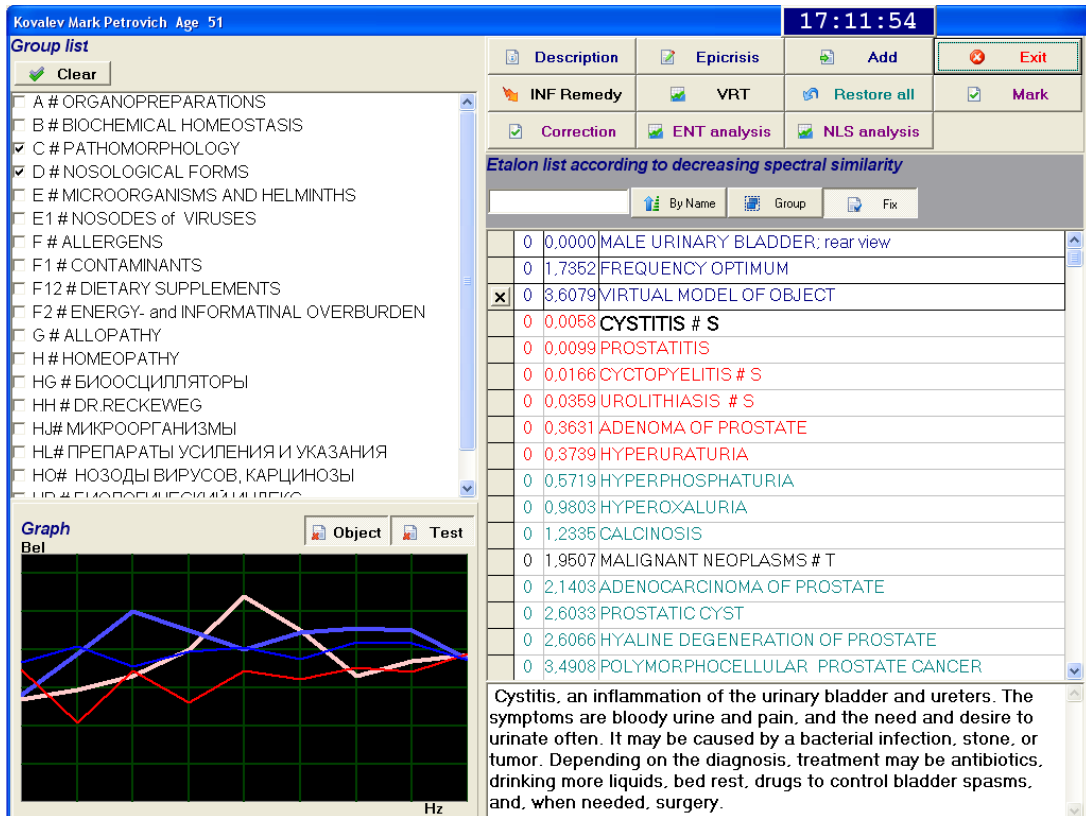 Kovalev Mark Petrovich Age 51
17:11:54
Group list
Clear
A # ORGANOPREPARATIONS
B # BIOCHEMICAL HOMEOSTASIS
C # PATHOMORPHOLOGY
D # NOSOLOGICAL FORMS
E # MICROORGANISMS AND HELMINTHS
E1 # NOSODES of VIRUSES
F # ALLERGENS
F1 # CONTAMINANTS
F12 # DIETARY SUPPLEMENTS
F2 # ENERGY- and INFORMATINAL OVERBURDEN
G # ALLOPATHY
H # HOMEOPATHY
HG # БИООСЦИЛЛЯТОРЫ
HH # DR.RECKEWEG
HJ# МИКРООРГАНИЗМЫ
HL# ПРЕПАРАТЫ УСИЛЕНИЯ И УКАЗАНИЯ
HO# НОЗОДЫ ВИРУСОВ, КАРЦИНОЗЫ
Description Epicrisis Add Exit
INF Remedy VRT Restore all Mark
Correction ENT analysis NLS analysis
Etalon list according to decreasing spectral similarity
By Name Group Fix
0 0,0000 MALE URINARY BLADDER; rear view
0 1,7352 FREQUENCY OPTIMUM
0 3,6079 VIRTUAL MODEL OF OBJECT
0 0,0058 CYSTITIS # S
0 0,0099 PROSTATITIS
0 0,0166 CYCTOPYELITIS # S
0 0,0359 UROLITHIASIS # S
0 0,3631 ADENOMA OF PROSTATE
0 0,3739 HYPERURATURIA
0 0,5719 HYPERPHOSPHATURIA
0 0,9803 HYPEROXALURIA
0 1,2335 CALCINOSIS
0 1,9507 MALIGNANT NEOPLASMS # T
0 2,1403 ADENOCARCINOMA OF PROSTATE
0 2,6033 PROSTATIC CYST
0 2,6066 HYALINE DEGENERATION OF PROSTATE
0 3,4908 POLYMORPHOCELLULAR PROSTATE CANCER
Graph
Object Test
Bel
Hz
Cystitis, an inflammation of the urinary bladder and ureters. The
symptoms are bloody urine and pain, and the need and desire to
urinate often. It may be caused by a bacterial infection, stone, or
tumor. Depending on the diagnosis, treatment may be antibiotics,
drinking more liquids, bed rest, drugs to control bladder spasms,
and, when needed, surgery.